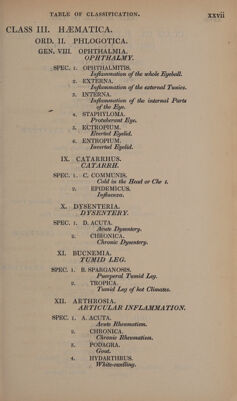 TABLE OF CLASSIFICATION. xxvii
CLASS III. HÆMATICA.
ORD. II. PHLOGOTICA.
GEN. VIII. OPHTHALMIA.
OPHTHALMY.
SPEC. 1. OPHTHALMITIS.
Inflammation of the whole Eyeball.
2. EXTERNA.
Inflammation of the external Tunics.
3. INTERNA.
Inflammation of the internal Parts
of the Eye.
4. STAPHYLOMA.
Protuberant Eye.
5. ECTROPIUM.
Everted Eyelid.
6. ENTROPIUM.
Inverted Eyelid.
IX. CATARRHUS.
CATARRH.
SPEC. 1. C. COMMUNIS.
Cold in the Head or Che t.
2. EPIDEMICUS.
Influenza.
X. DYSENTERIA.
DYSENTERY.
SPEC. 1. D. ACUTA.
Acute Dysentery.
2. CHRONICA.
Chronic Dysentery.
XI. BUCNEMIA.
TUMID LEG.
SPEC. 1. B. SPARGANOSIS.
Puerperal Tumid Leg.
2. TROPICA.
Tumid Leg of hot Climates.
XII. ARTHROSIA.
ARTICULAR INFLAMMATION.
SPEC. 1. A. ACUTA.
Acute Rheumatism.
2. CHRONICA.
Chronic Rheumatism.
3. PODAGRA.
Gout.
4. HYDARTHRUS.
White-swelling.